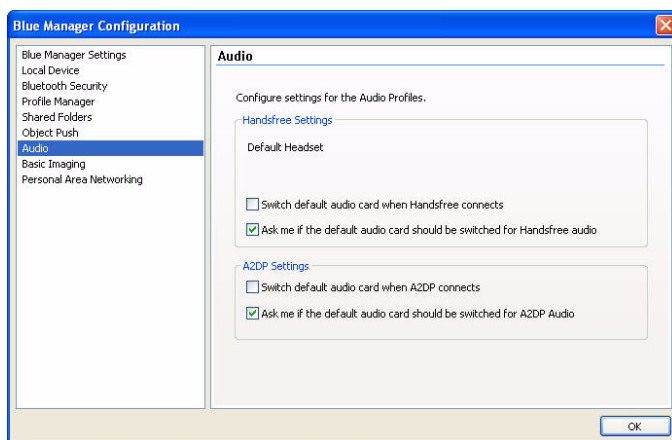 Blue Manager Configuration
Blue Manager Settings
Local Device
Bluetooth Security
Profile Manager
Shared Folders
Object Push
Audio
Basic Imaging
Personal Area Networking
Audio
Configure settings for the Audio Profiles.
Handsfree Settings
Default Headset
Switch default audio card when Handsfree connects
Ask me if the default audio card should be switched for Handsfree audio
A2DP Settings
Switch default audio card when A2DP connects
Ask me if the default audio card should be switched for A2DP Audio
OK